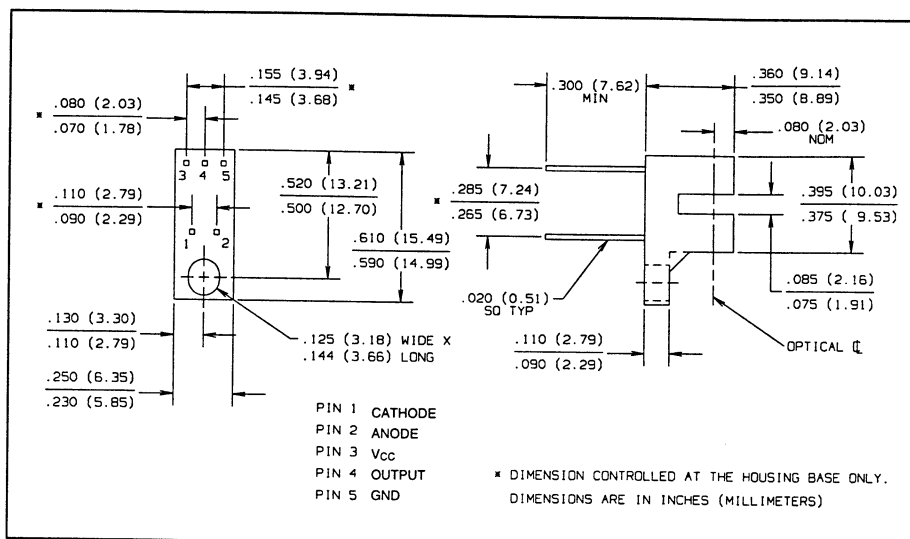 .155 (3.94)
.145 (3.68) *
* .080 (2.03)
.070 (1.78)
3 4 5
* .110 (2.79)
.090 (2.29)
1 2
.520 (13.21)
.500 (12.70)
.610 (15.49)
.590 (14.99)
.130 (3.30)
.110 (2.79)
.250 (6.35)
.230 (5.85)
.125 (3.18) WIDE X
.144 (3.66) LONG
.300 (7.62)
MIN
.360 (9.14)
.350 (8.89)
.080 (2.03)
NOM
* .285 (7.24)
.265 (6.73)
.395 (10.03)
.375 ( 9.53)
.020 (0.51)
SQ TYP
.085 (2.16)
.075 (1.91)
.110 (2.79)
.090 (2.29)
OPTICAL ℄
PIN 1 CATHODE
PIN 2 ANODE
PIN 3 VCC
PIN 4 OUTPUT
PIN 5 GND
* DIMENSION CONTROLLED AT THE HOUSING BASE ONLY.
DIMENSIONS ARE IN INCHES (MILLIMETERS)